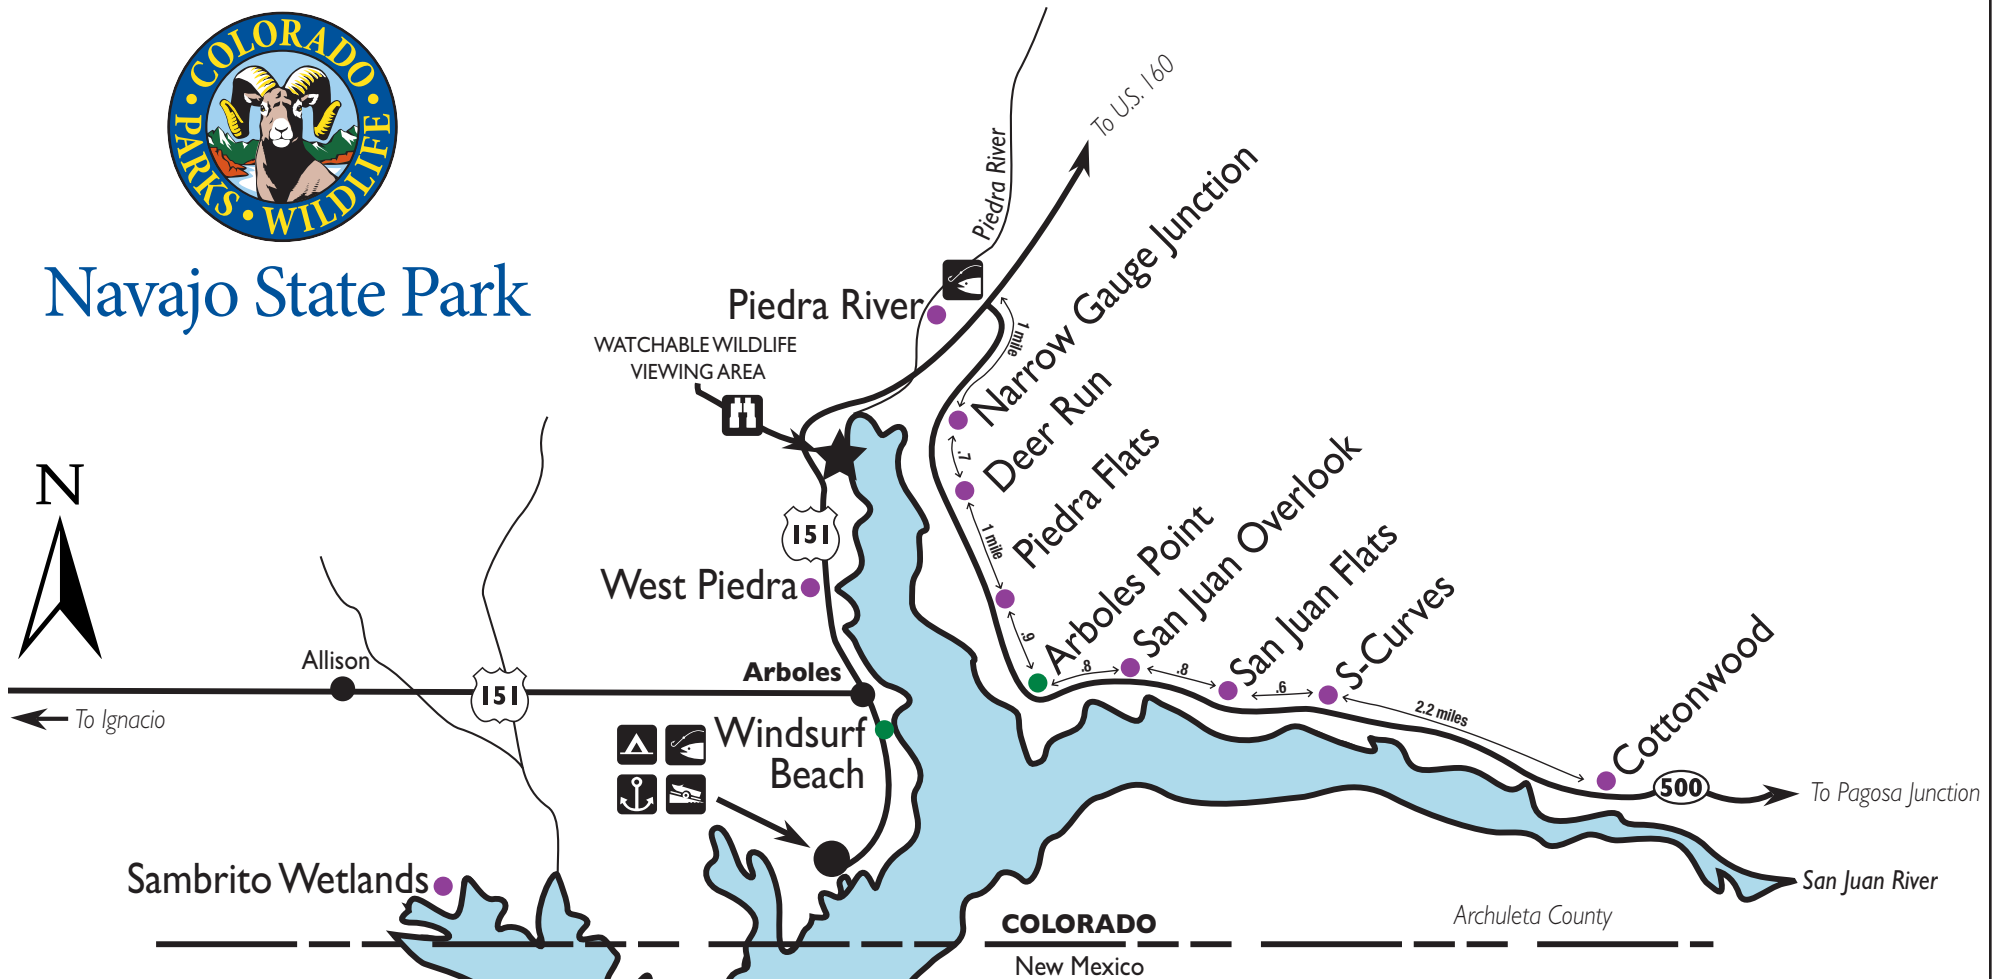 COLORADO
PARKS • WILDLIFE
Navajo State Park
To U.S. 160
Piedra River
Narrow Gauge Junction
Piedra River
1 mile
WATCHABLE WILDLIFE
VIEWING AREA
Deer Run
.7
Piedra Flats
N
San Juan Overlook
151
1 mile
Arboles Point
San Juan Flats
West Piedra
S-Curves
.9
Cottonwood
Allison
Arboles
.8
.8
.6
151
2.2 miles
To Ignacio
Windsurf
Beach
500
To Pagosa Junction
Sambrito Wetlands
San Juan River
COLORADO
Archuleta County
New Mexico